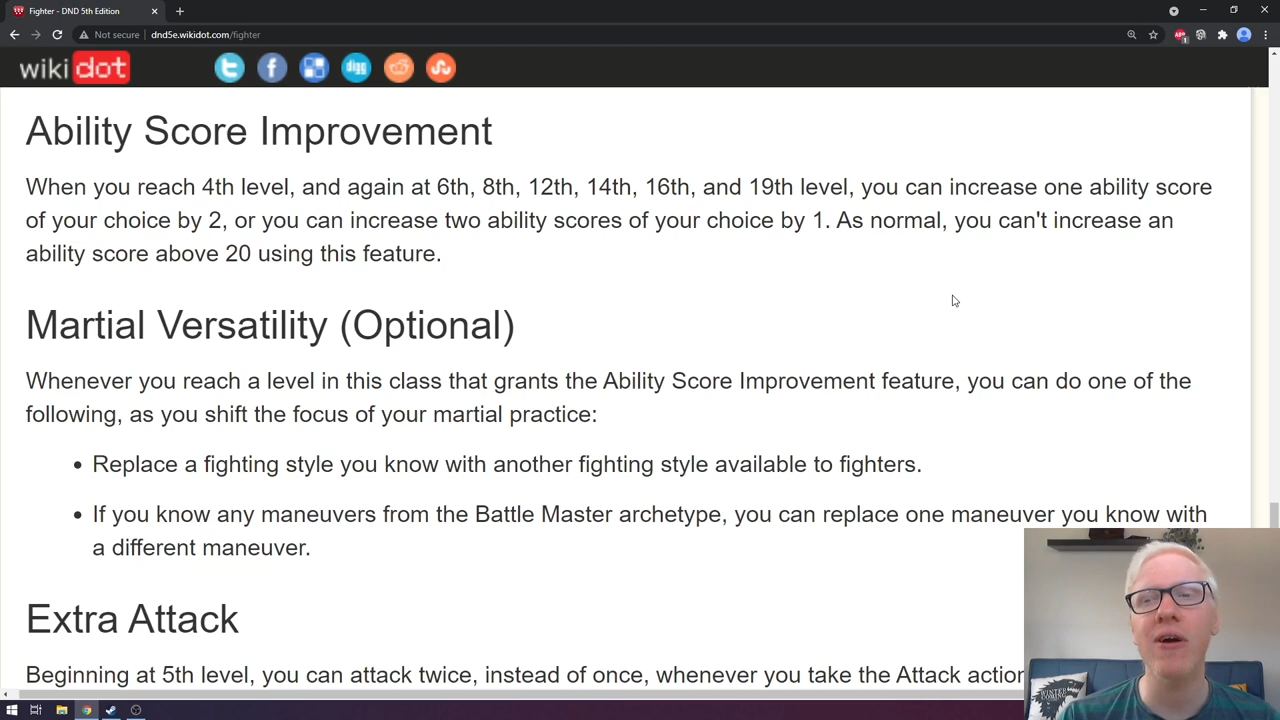 Fighter - DND 5th Edition
Not secure | dnd5e.wikidot.com/fighter
wiki dot
digg
Ability Score Improvement
When you reach 4th level, and again at 6th, 8th, 12th, 14th, 16th, and 19th level, you can increase one ability score
of your choice by 2, or you can increase two ability scores of your choice by 1. As normal, you can't increase an
ability score above 20 using this feature.
Martial Versatility (Optional)
Whenever you reach a level in this class that grants the Ability Score Improvement feature, you can do one of the
following, as you shift the focus of your martial practice:
• Replace a fighting style you know with another fighting style available to fighters.
• If you know any maneuvers from the Battle Master archetype, you can replace one maneuver you know with
a different maneuver.
Extra Attack
Beginning at 5th level, you can attack twice, instead of once, whenever you take the Attack action
WINTER
COMING